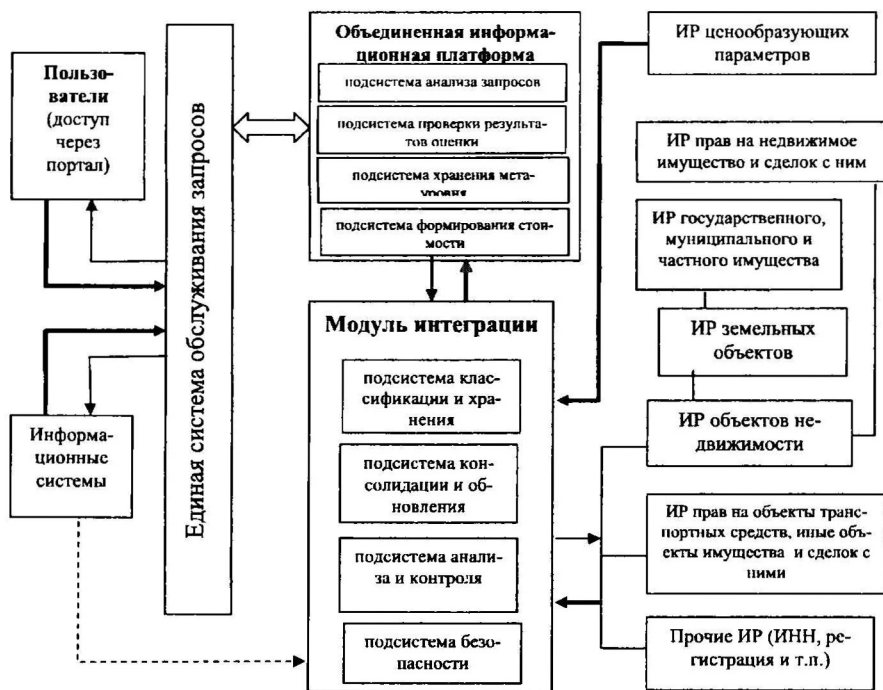 Пользо-
ватели
(доступ
через
портал)
Информа-
ционные
системы
Единая система обслуживания запросов
Объединенная информа-
ционная платформа
подсистема анализа запросов
подсистема проверки результа-
тов оценки
подсистема хранения мета-
уровня
подсистема формирования стои-
мости
Модуль интеграции
подсистема клас-
сификации и хра-
нения
подсистема кон-
солидации и об-
новления
подсистема анали-
за и контроля
подсистема безо-
пасности
ИР ценообразующих
параметров
ИР прав на недвижимое
имущество и сделок с ним
ИР государственного,
муниципального и
частного имущества
ИР земельных
объектов
ИР объектов не-
движимости
ИР прав на объекты транс-
портных средств, иные объ-
екты имущества и сделок с
ними
Прочие ИР (ИНН, ре-
гистрация и т.п.)